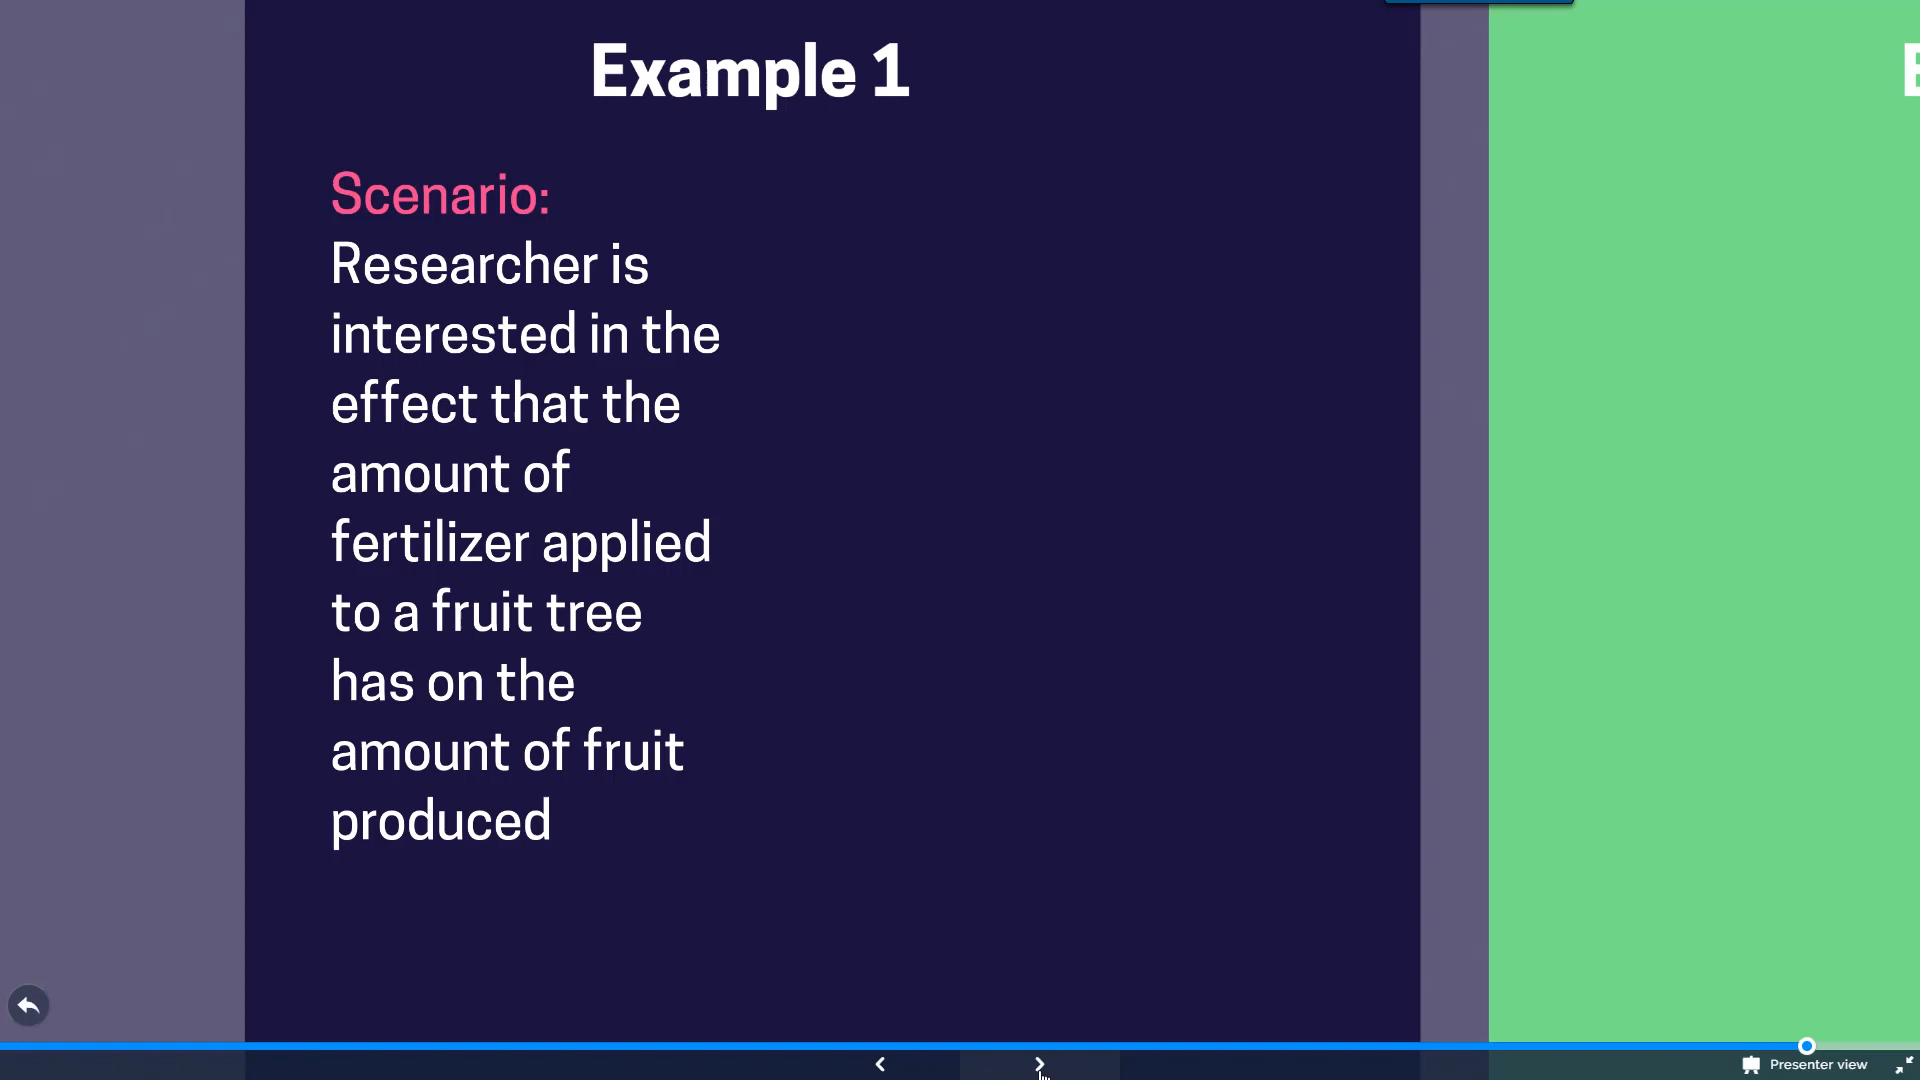 Example 1
Scenario:
Researcher is
interested in the
effect that the
amount of
fertilizer applied
to a fruit tree
has on the
amount of fruit
produced
Presenter view